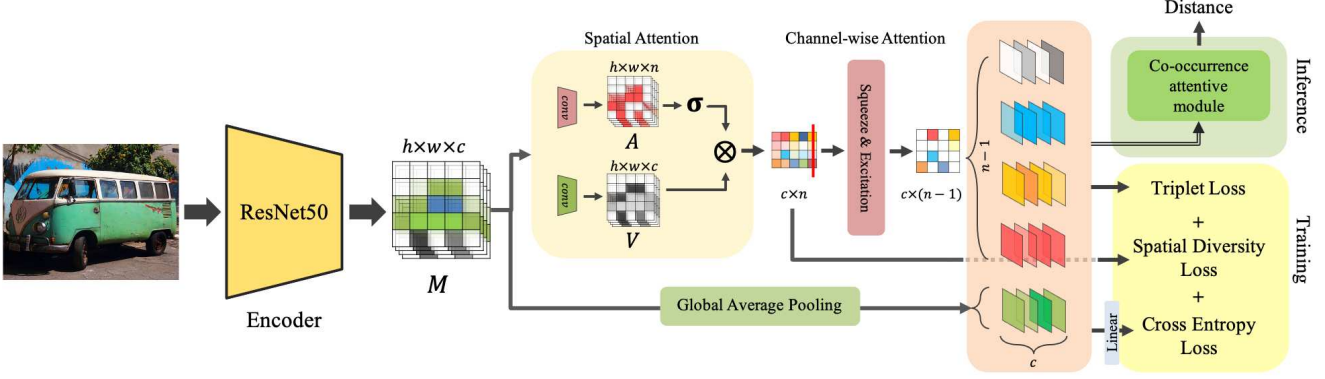 Distance
Spatial Attention
Channel-wise Attention
h×w×n
conv
A
σ
h×w×c
conv
V
⊗
ResNet50
Encoder
h×w×c
M
c×n
Squeeze & Excitation
c×(n−1)
n−1
Co-occurrence
attentive
module
Inference
Triplet Loss
+
Spatial Diversity
Loss
+
Cross Entropy
Loss
Training
Global Average Pooling
Linear
c